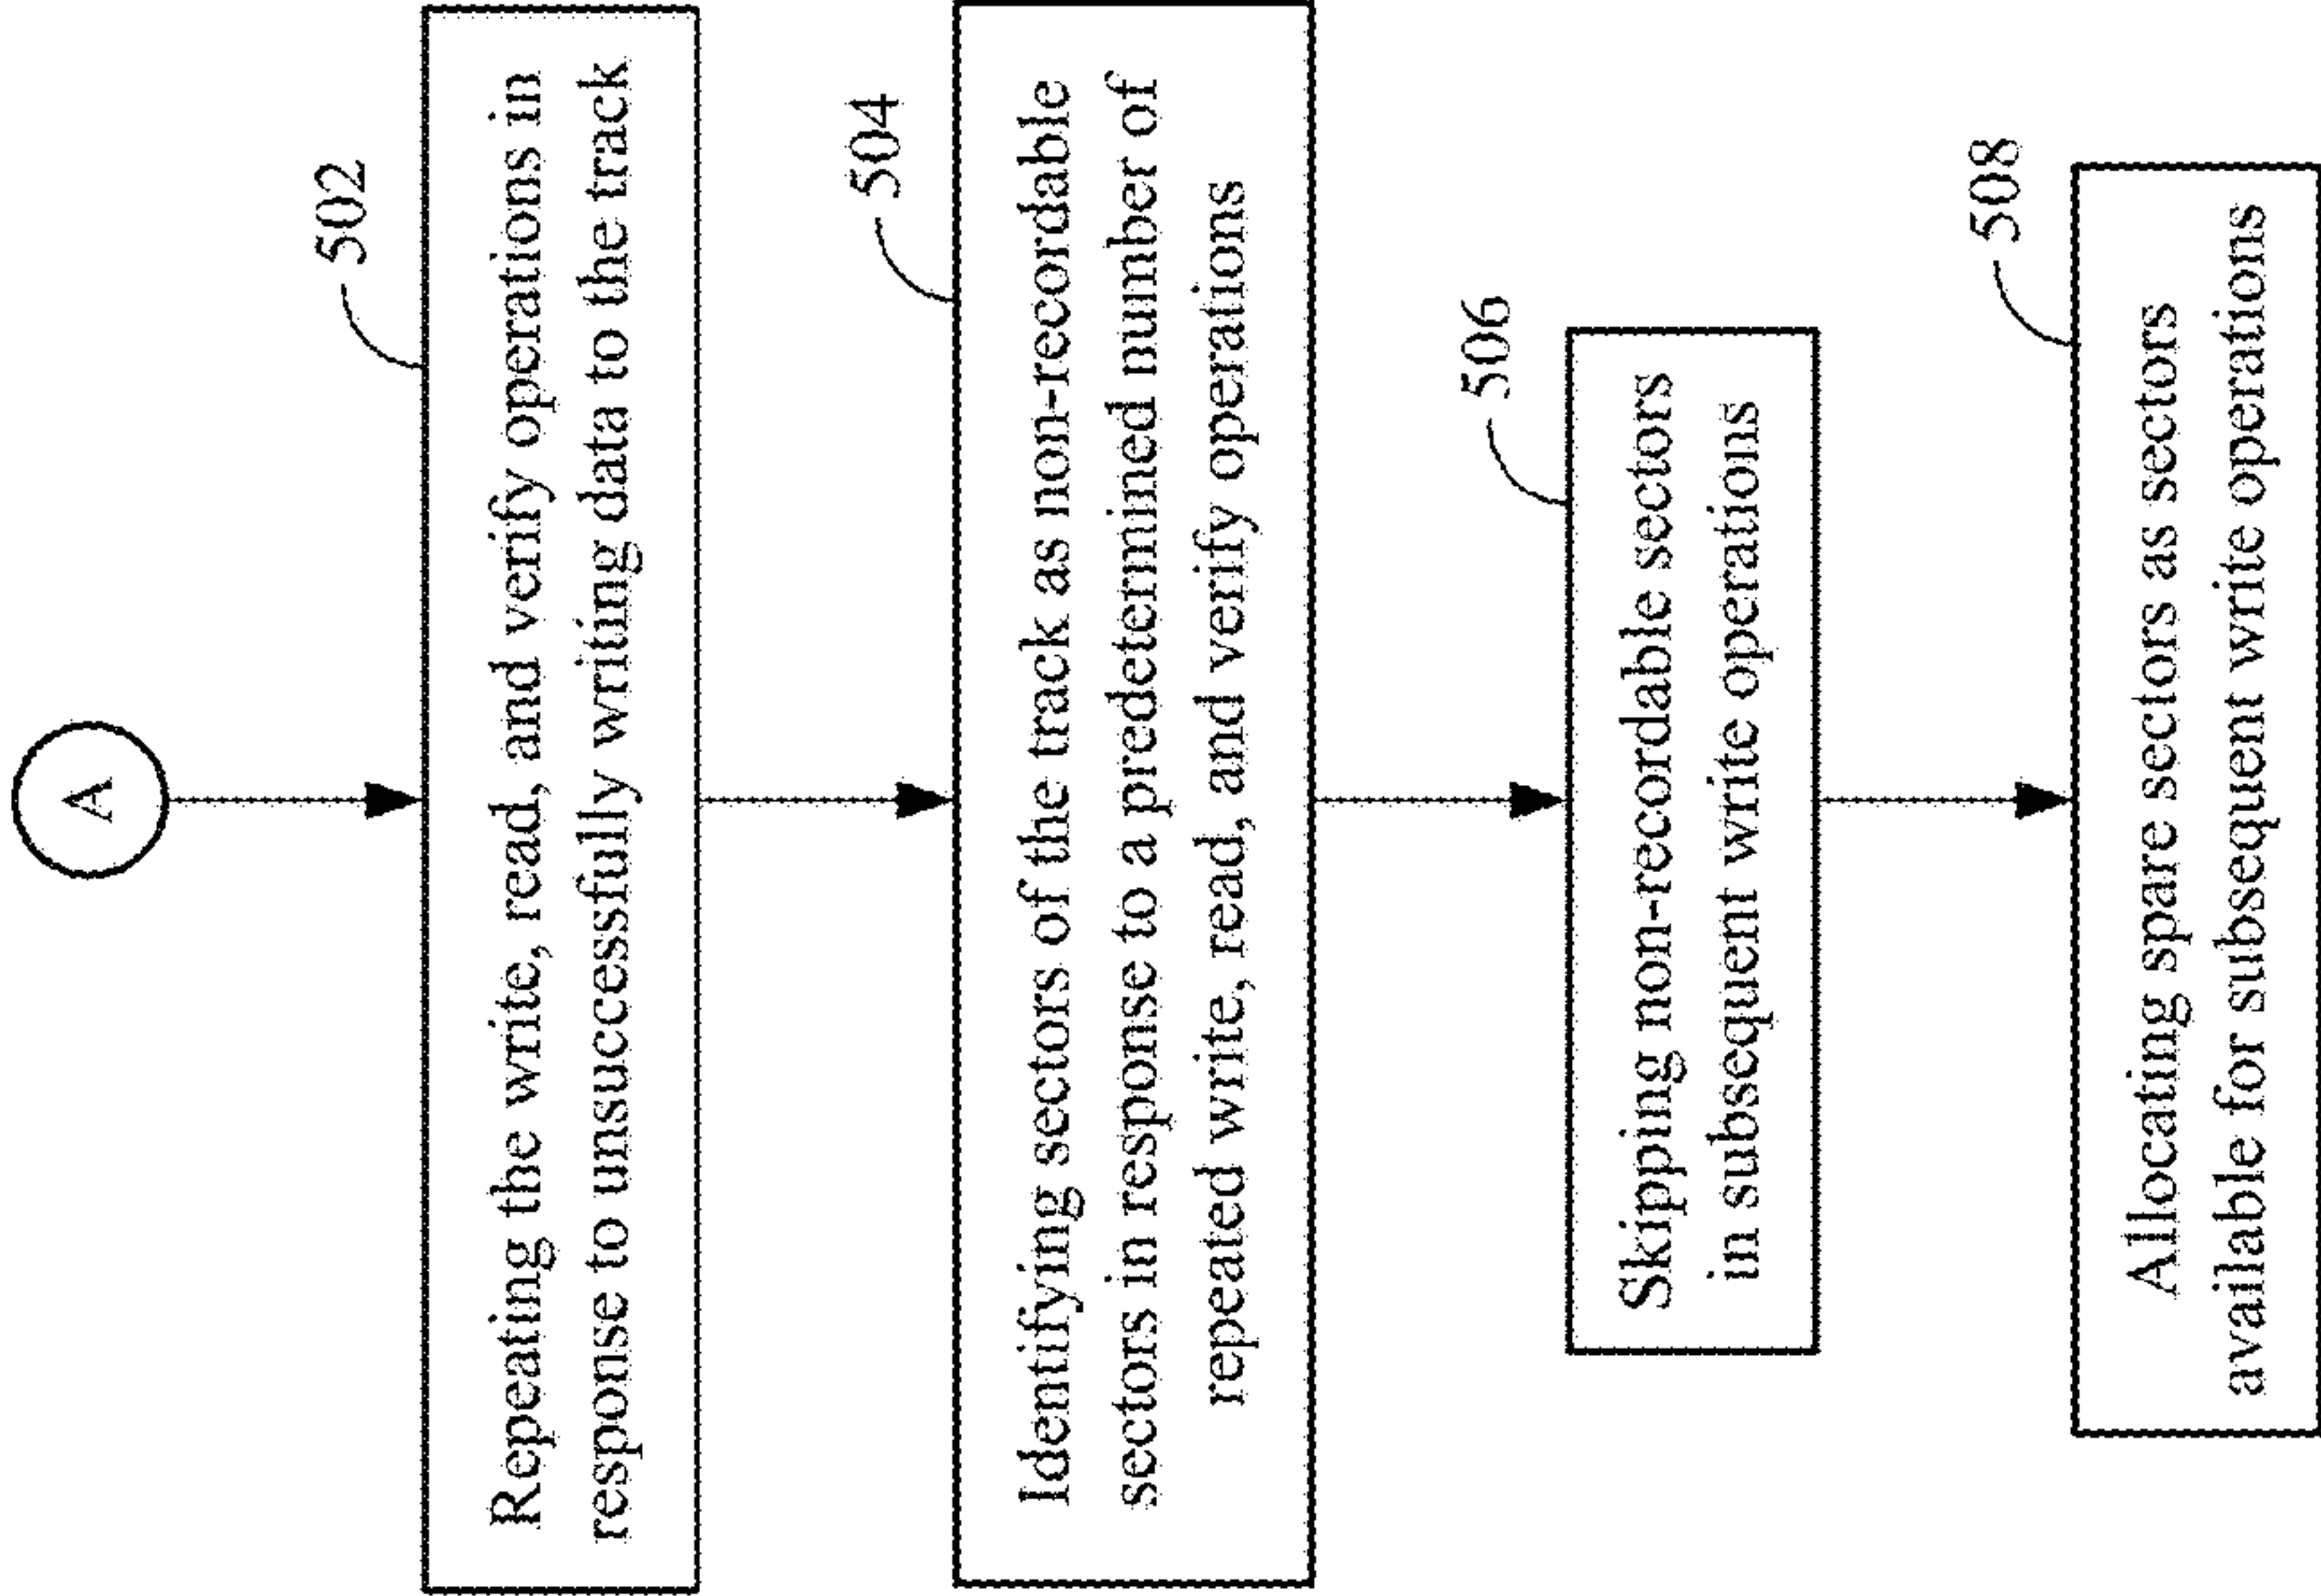 A
502
Repeating the write, read, and verify operations in
response to unsuccessfully writing data to the track
504
Identifying sectors of the track as non-recordable
sectors in response to a predetermined number of
repeated write, read, and verify operations
506
Skipping non-recordable sectors
in subsequent write operations
508
Allocating spare sectors as sectors
available for subsequent write operations